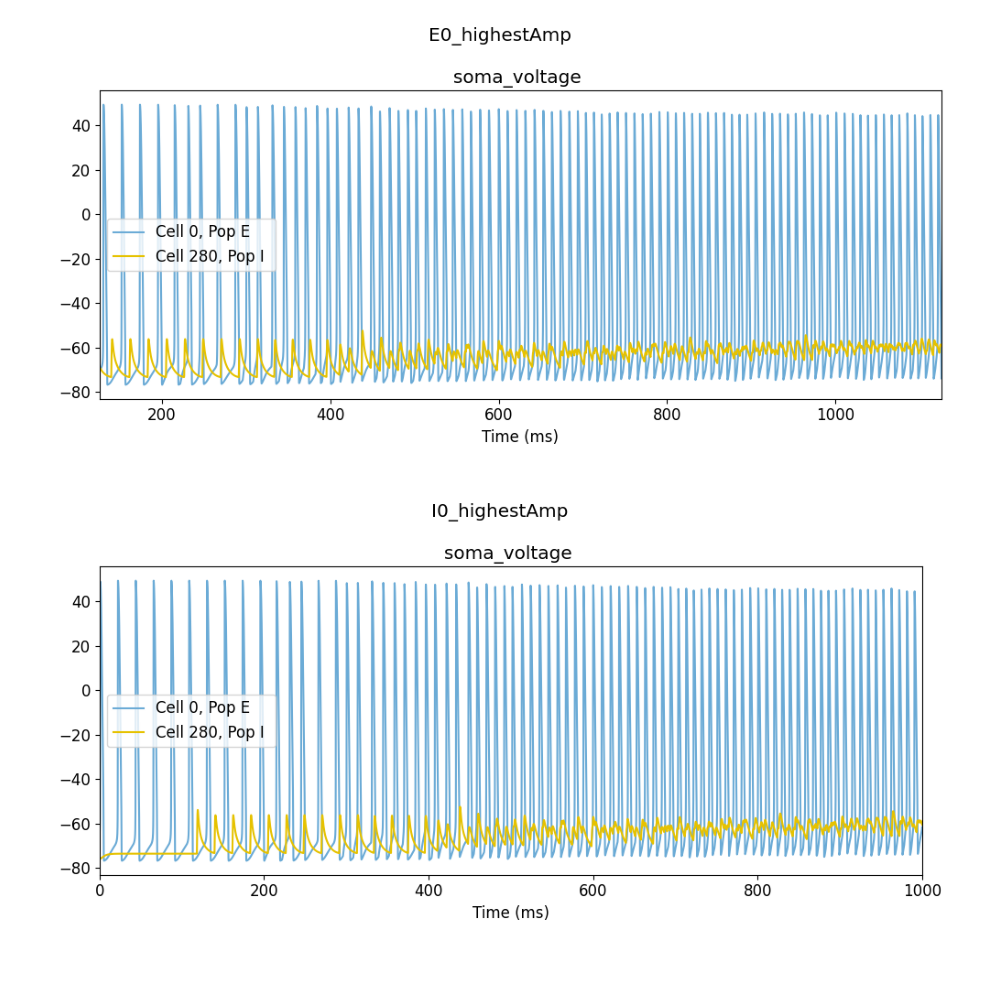 E0_highestAmp
soma_voltage
40
20
0
−20
−40
−60
−80
Cell 0, Pop E
Cell 280, Pop I
200 400 600 800 1000
Time (ms)
I0_highestAmp
soma_voltage
40
20
0
−20
−40
−60
−80
Cell 0, Pop E
Cell 280, Pop I
0 200 400 600 800 1000
Time (ms)